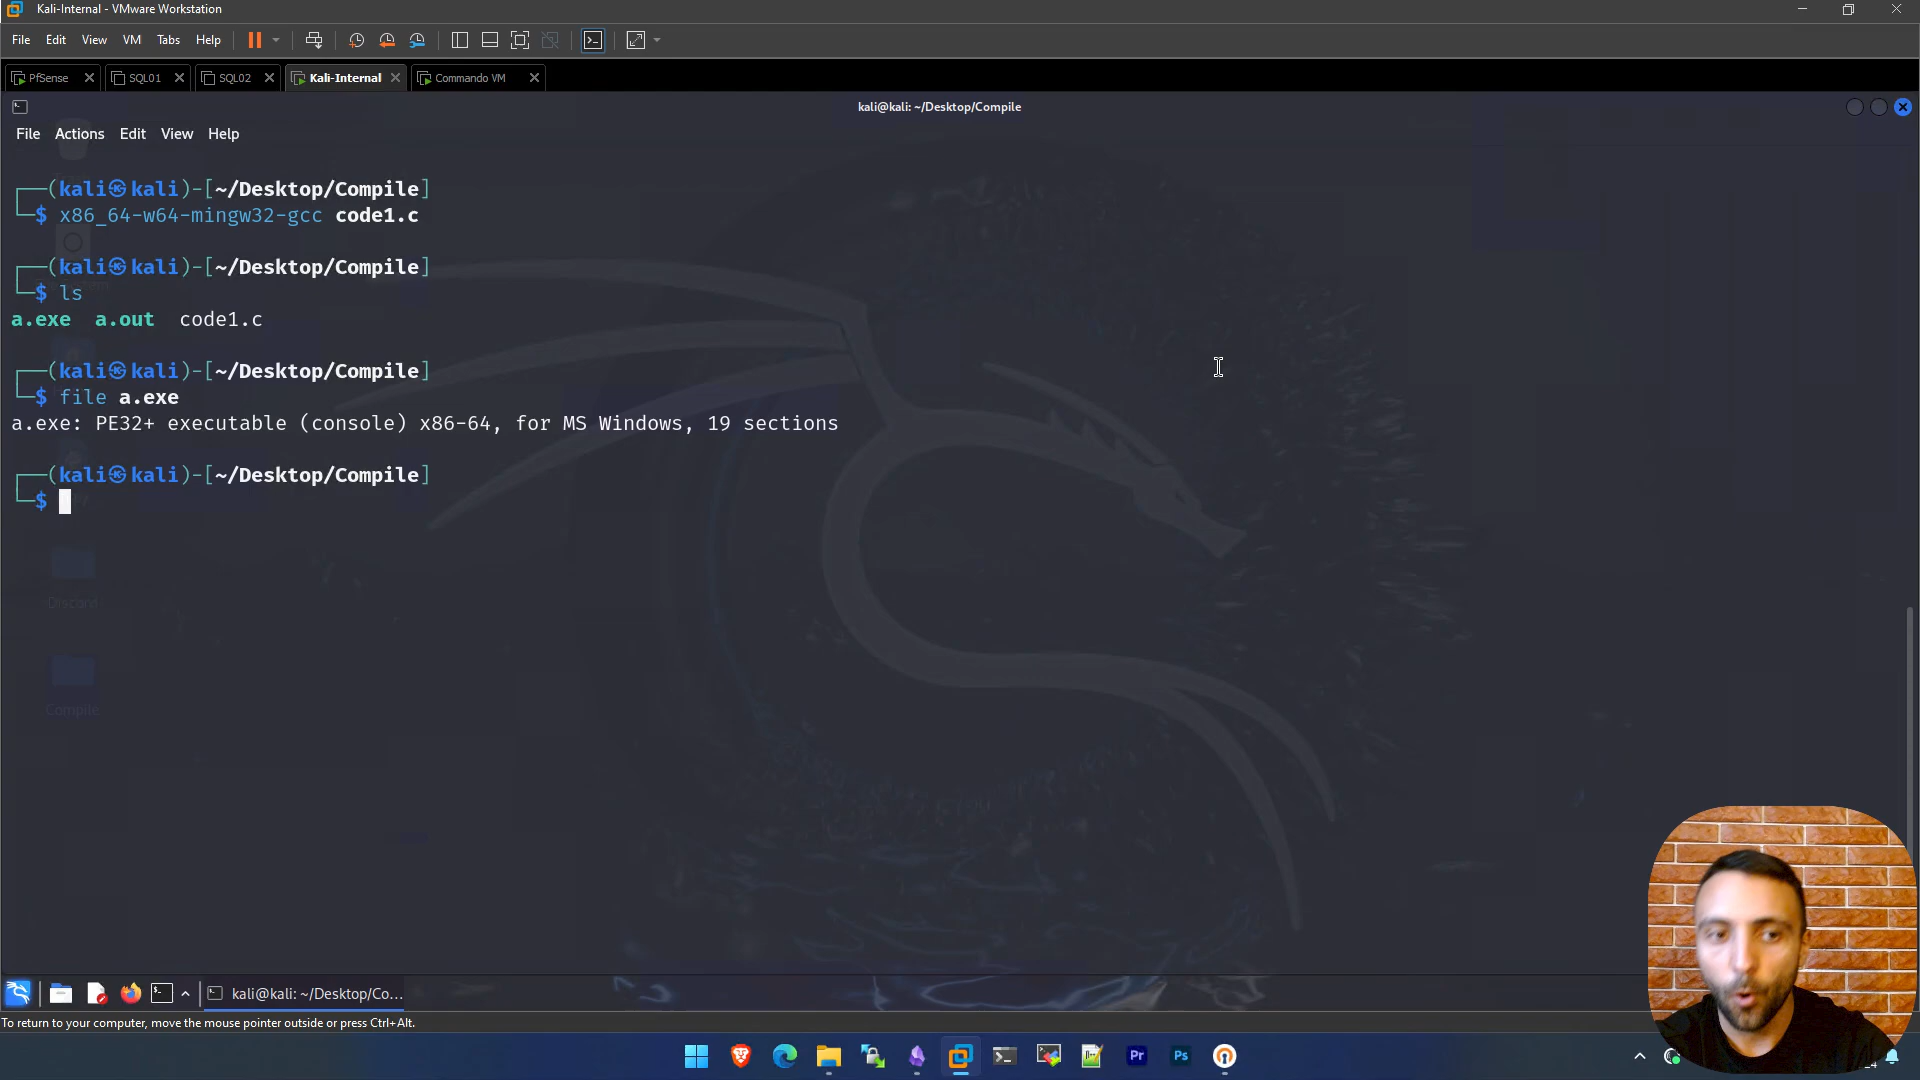 Kali-Internal - VMware Workstation
File Edit View VM Tabs Help
PfSense SQL01 SQL02 Kali-Internal Commando VM
kali@kali: ~/Desktop/Compile
File Actions Edit View Help
┌──(kali㉿kali)-[~/Desktop/Compile]
└─$ x86_64-w64-mingw32-gcc code1.c
┌──(kali㉿kali)-[~/Desktop/Compile]
└─$ ls
a.exe a.out code1.c
┌──(kali㉿kali)-[~/Desktop/Compile]
└─$ file a.exe
a.exe: PE32+ executable (console) x86-64, for MS Windows, 19 sections
┌──(kali㉿kali)-[~/Desktop/Compile]
└─$
Discord
Compile
kali@kali: ~/Desktop/Co...
To return to your computer, move the mouse pointer outside or press Ctrl+Alt.
Pr Ps